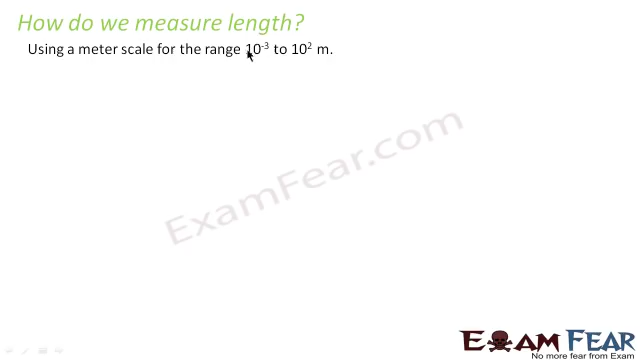 How do we measure length?
Using a meter scale for the range 10⁻³ to 10² m.
ExamFear.com
EXAM FEAR
No more fear from Exam